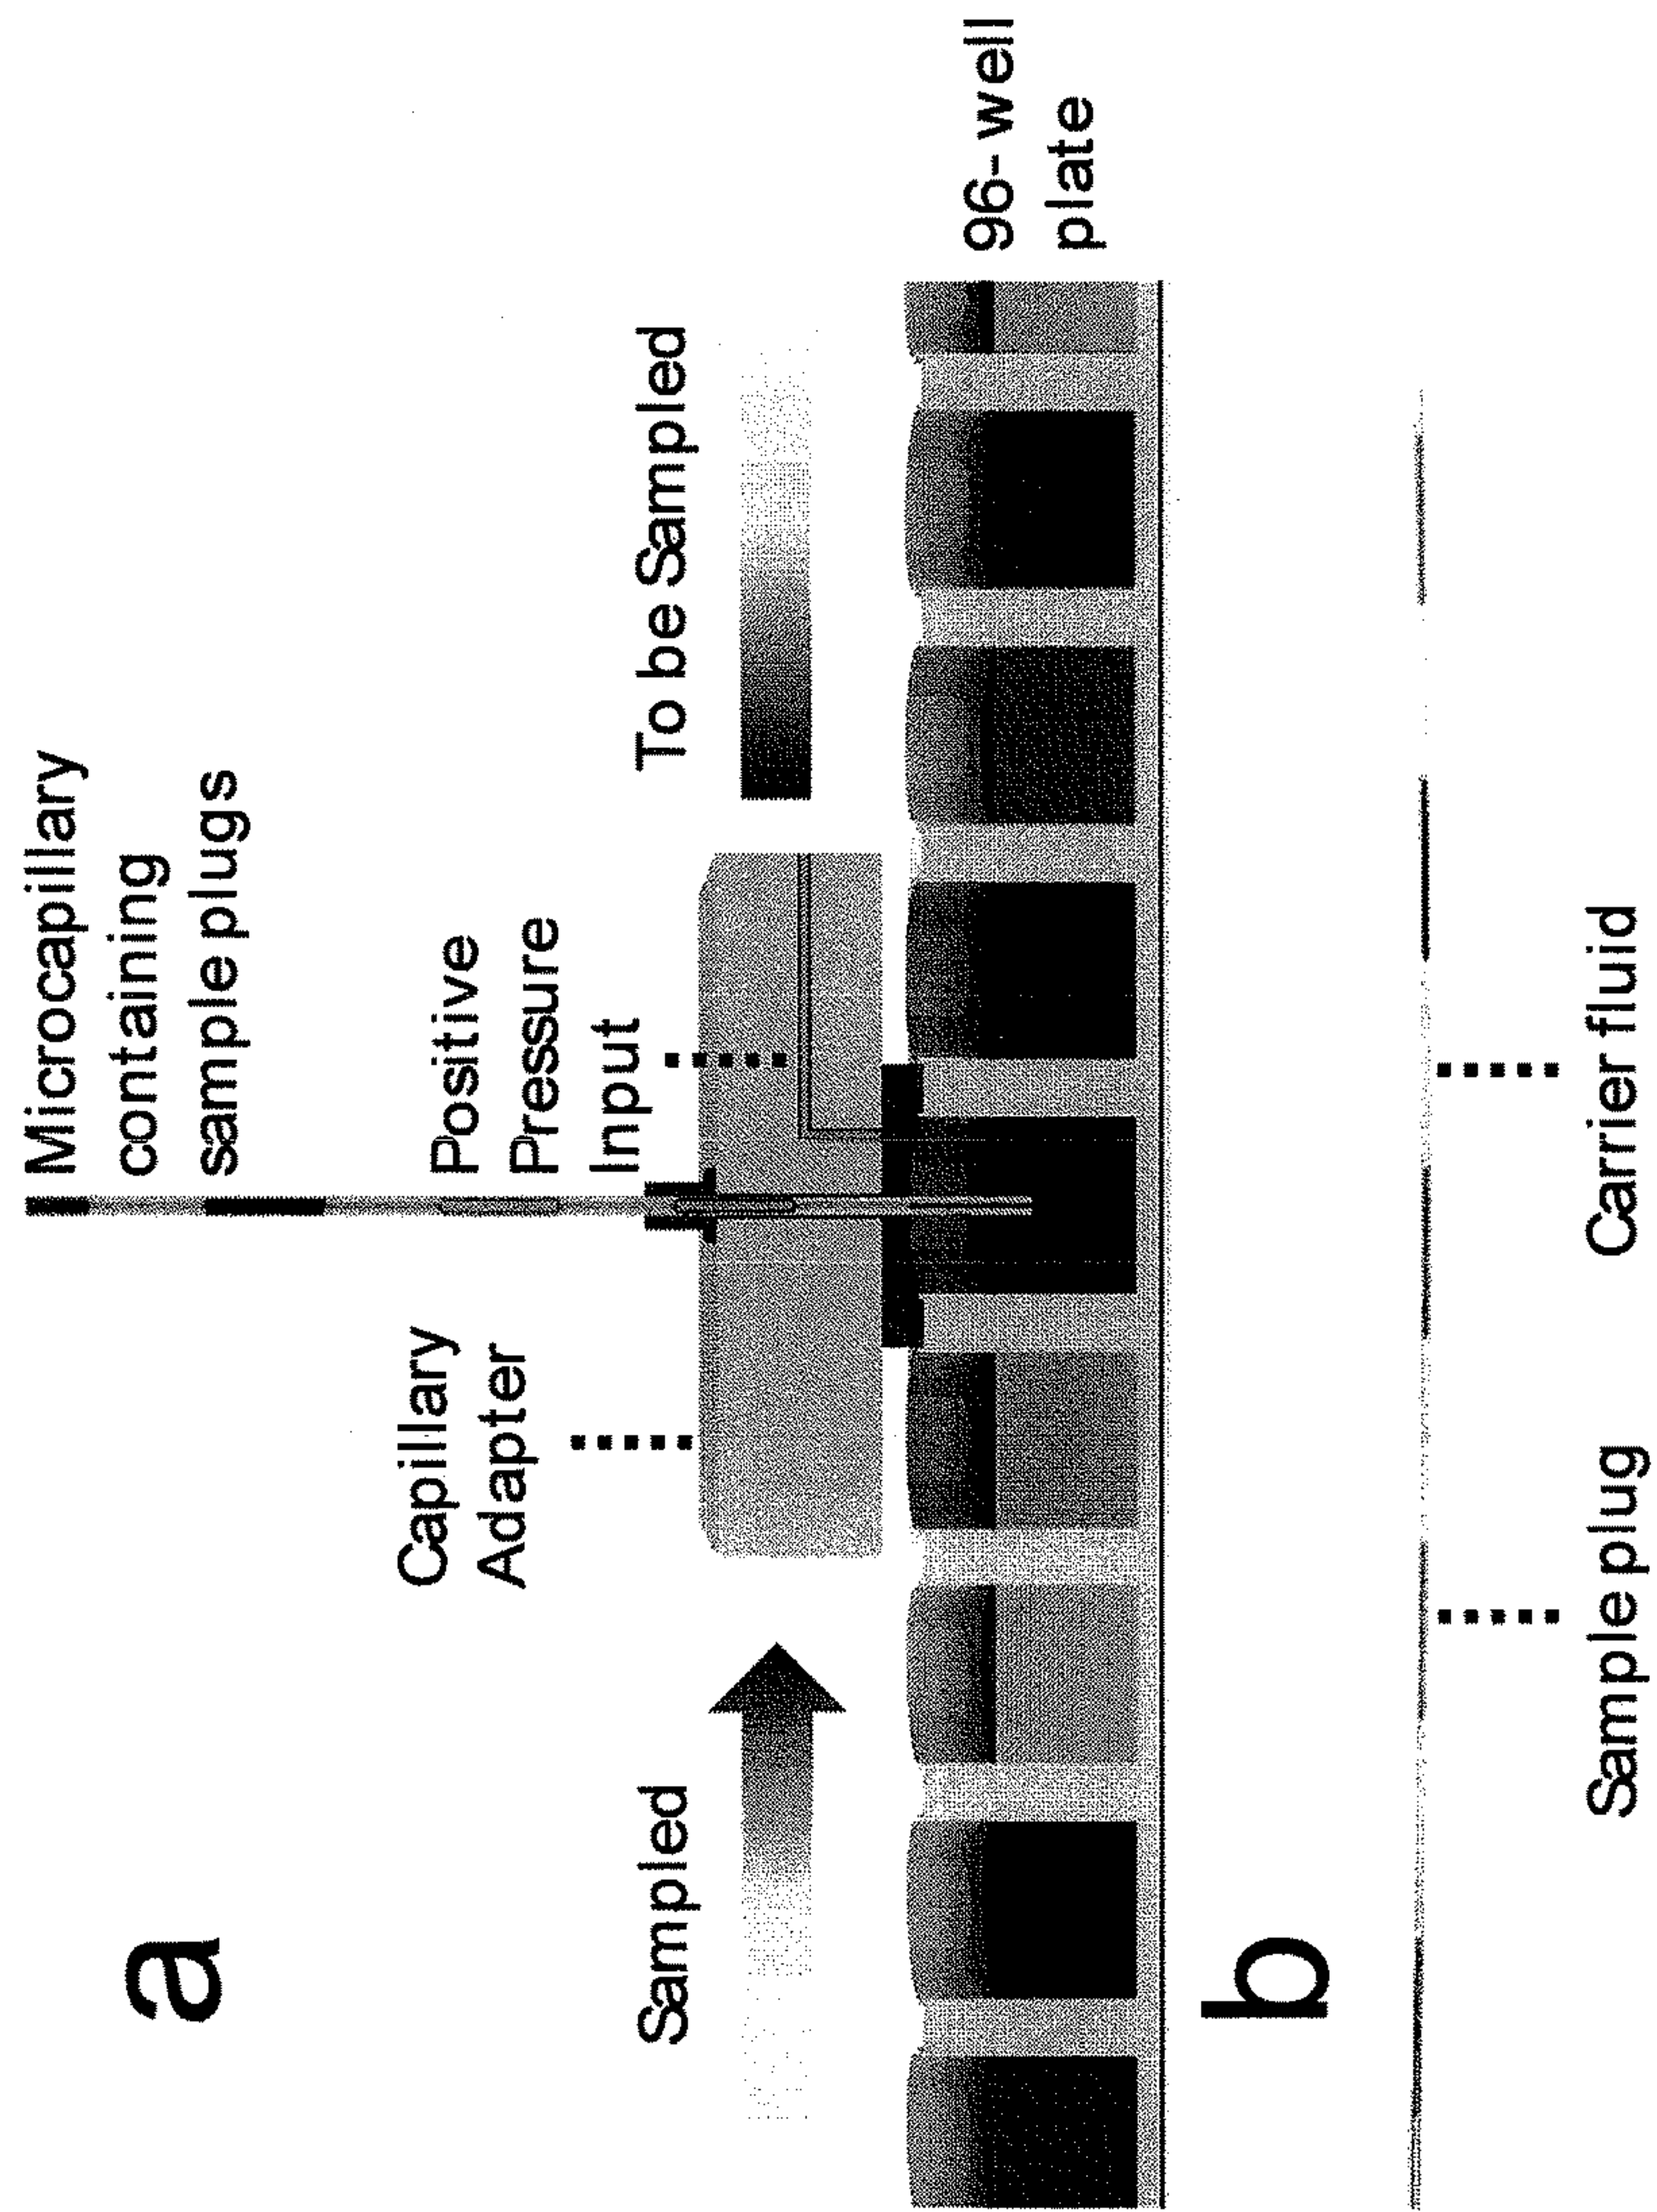 a
Microcapillary
containing
sample plugs
Capillary
Adapter
Positive
Pressure
Input
Sampled
To be Sampled
96- well
plate
b
Sample plug
Carrier fluid